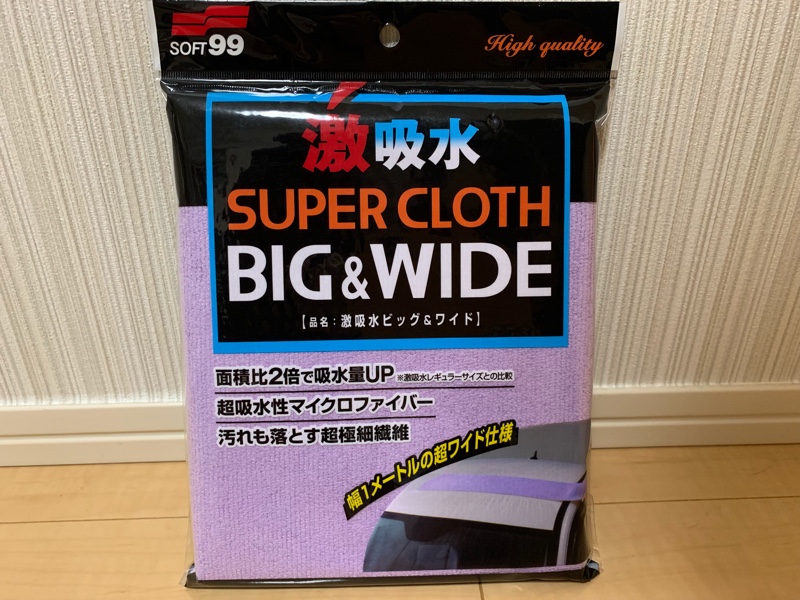 SOFT99
High quality
激吸水
SUPER CLOTH
BIG&WIDE
【品名：激吸水ビッグ&ワイド】
面積比2倍で吸水量UP ※激吸水レギュラーサイズとの比較
超吸水性マイクロファイバー
汚れも落とす超極細繊維
幅1メートルの超ワイド仕様